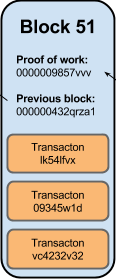 Block 51
Proof of work:
0000009857vvv
Previous block:
000000432qrza1
Transacton
lk54lfvx
Transacton
09345w1d
Transacton
vc4232v32